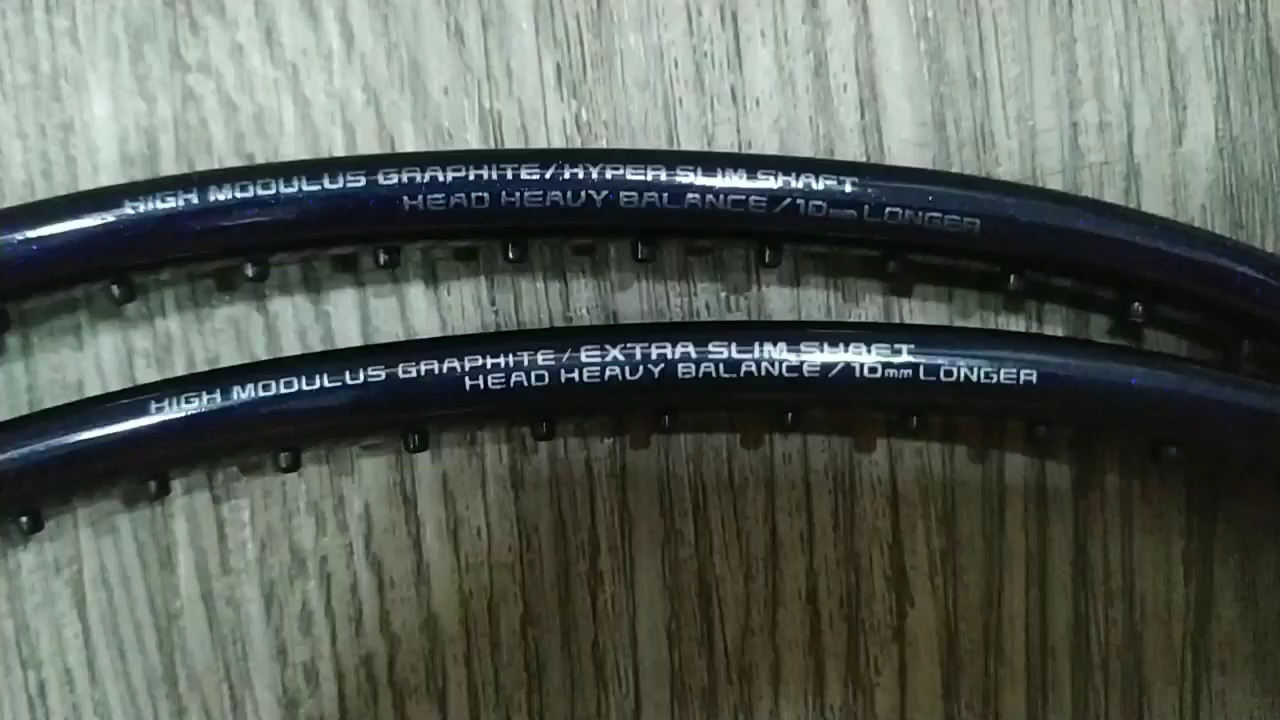 HIGH MODULUS GRAPHITE/HYPER SLIM SHAFT
HEAD HEAVY BALANCE/10mm LONGER
HIGH MODULUS GRAPHITE/EXTRA SLIM SHAFT
HEAD HEAVY BALANCE/10mm LONGER